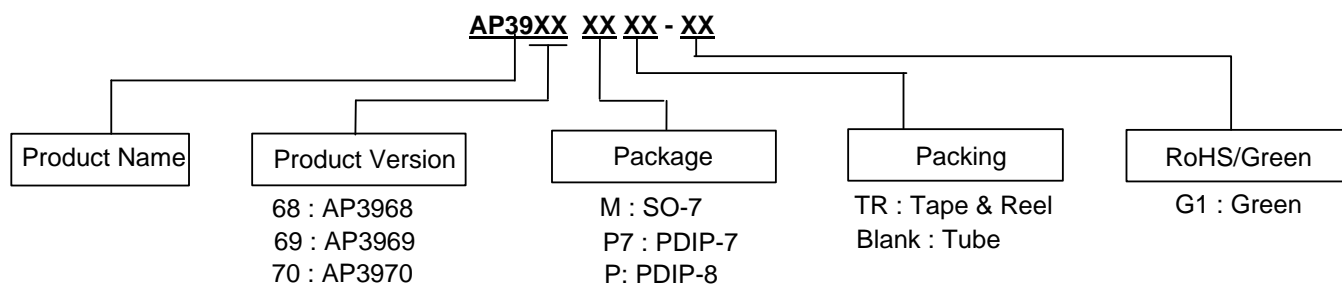 AP39XX XX XX - XX
Product Name
Product Version
Package
Packing
RoHS/Green
68 : AP3968
69 : AP3969
70 : AP3970
M : SO-7
P7 : PDIP-7
P: PDIP-8
TR : Tape & Reel
Blank : Tube
G1 : Green